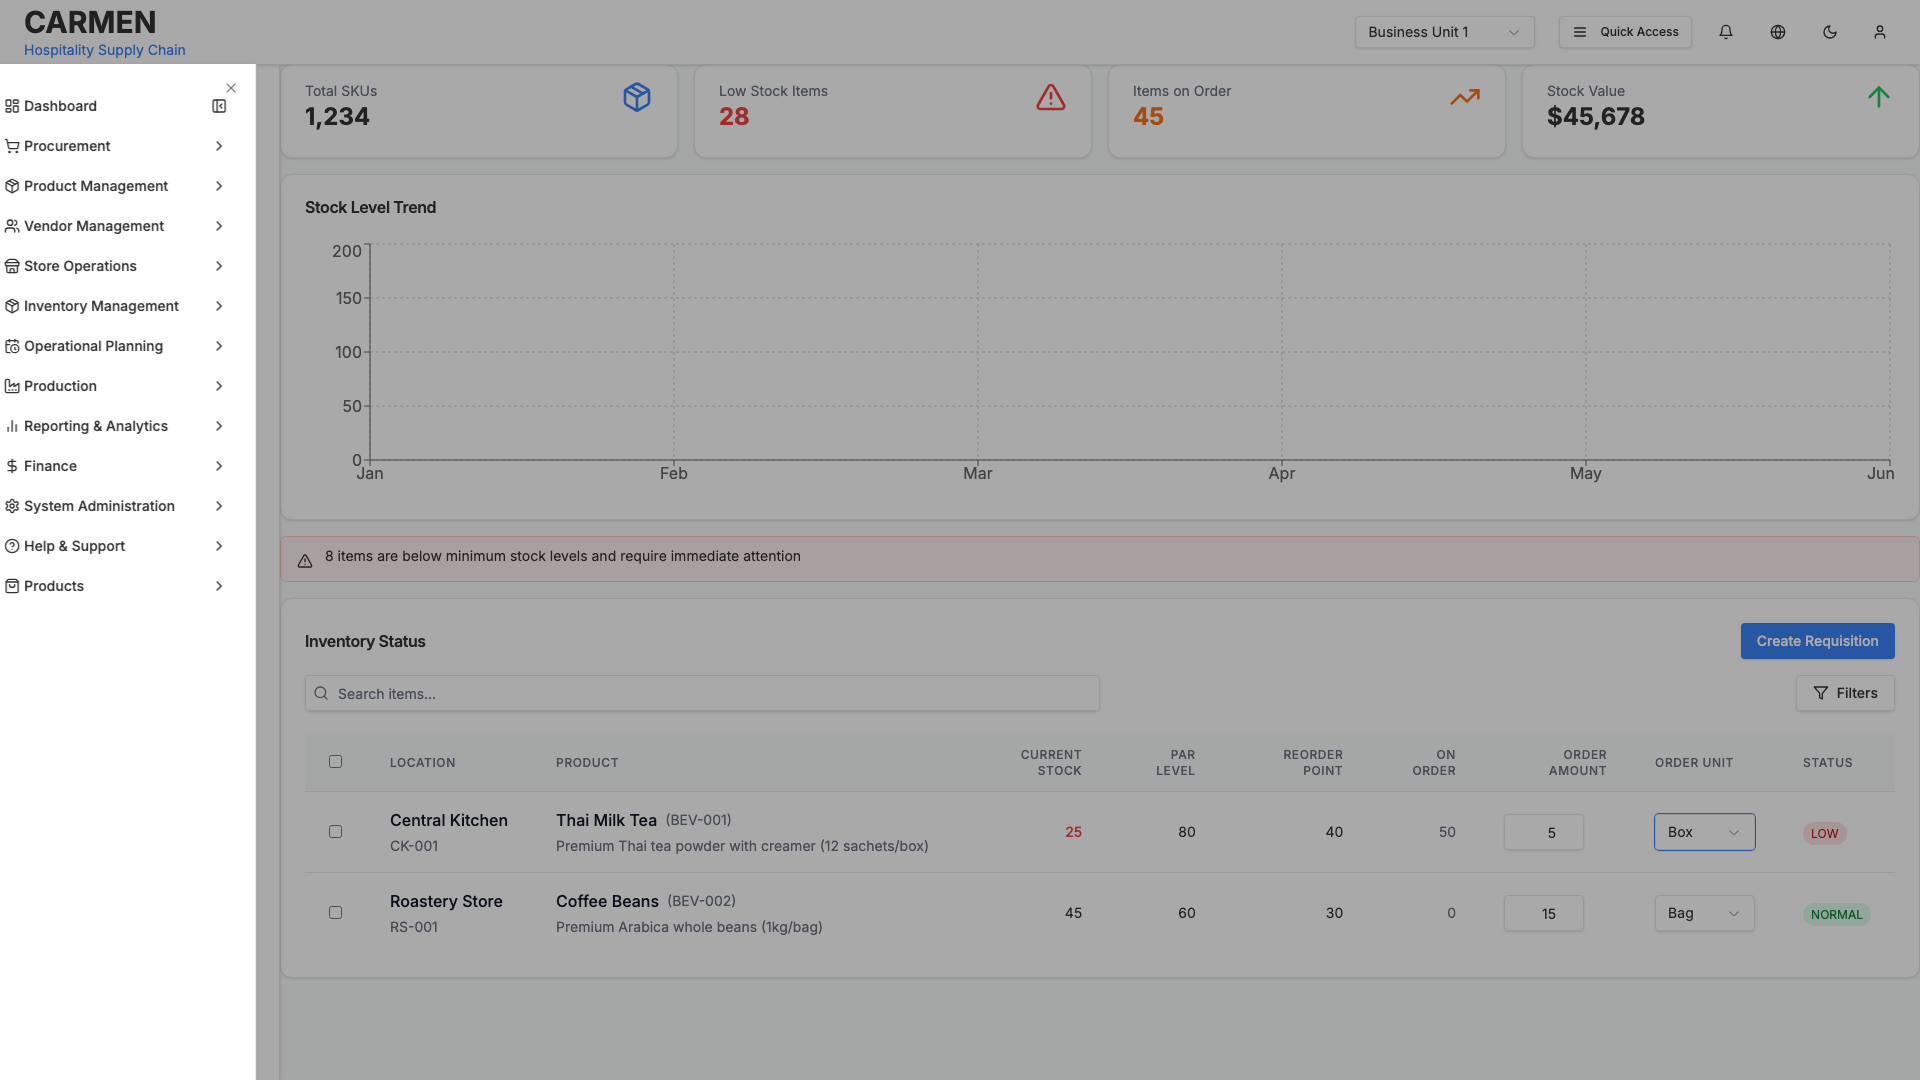 CARMEN
Hospitality Supply Chain
Business Unit 1
Quick Access
Dashboard
Procurement
Product Management
Vendor Management
Store Operations
Inventory Management
Operational Planning
Production
Reporting & Analytics
Finance
System Administration
Help & Support
Products
Total SKUs
1,234
Low Stock Items
28
Items on Order
45
Stock Value
$45,678
Stock Level Trend
200
150
100
50
0
Jan Feb Mar Apr May Jun
8 items are below minimum stock levels and require immediate attention
Inventory Status
Create Requisition
Search items...
Filters
LOCATION PRODUCT CURRENT STOCK PAR LEVEL REORDER POINT ON ORDER ORDER AMOUNT ORDER UNIT STATUS
Central Kitchen Thai Milk Tea (BEV-001) 25 80 40 50 5 Box LOW
CK-001 Premium Thai tea powder with creamer (12 sachets/box)
Roastery Store Coffee Beans (BEV-002) 45 60 30 0 15 Bag NORMAL
RS-001 Premium Arabica whole beans (1kg/bag)